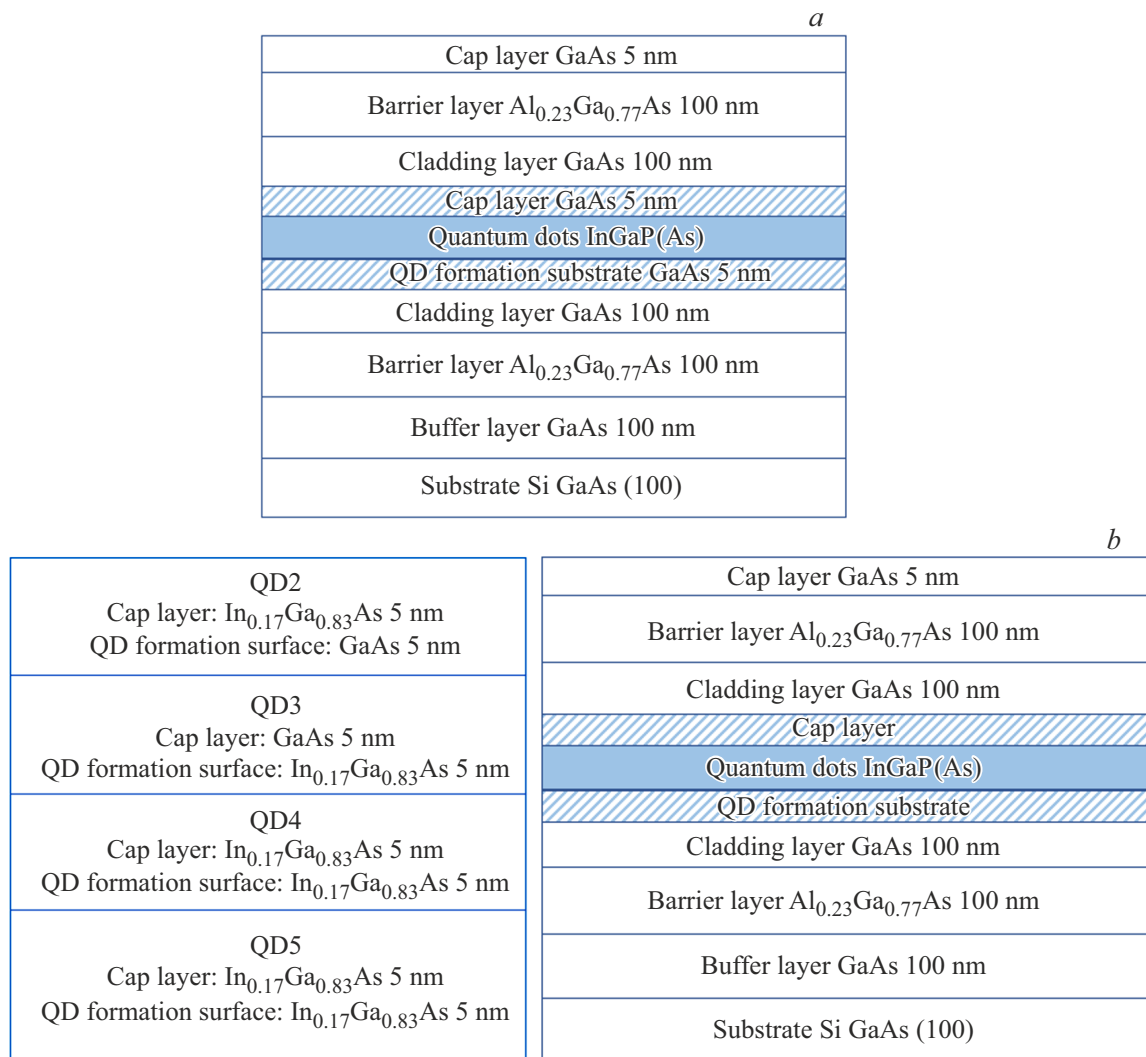 a
Cap layer GaAs 5 nm
Barrier layer Al0.23Ga0.77As 100 nm
Cladding layer GaAs 100 nm
Cap layer GaAs 5 nm
Quantum dots InGaP(As)
QD formation substrate GaAs 5 nm
Cladding layer GaAs 100 nm
Barrier layer Al0.23Ga0.77As 100 nm
Buffer layer GaAs 100 nm
Substrate Si GaAs (100)
b
QD2
Cap layer: In0.17Ga0.83As 5 nm
QD formation surface: GaAs 5 nm
QD3
Cap layer: GaAs 5 nm
QD formation surface: In0.17Ga0.83As 5 nm
QD4
Cap layer: In0.17Ga0.83As 5 nm
QD formation surface: In0.17Ga0.83As 5 nm
QD5
Cap layer: In0.17Ga0.83As 5 nm
QD formation surface: In0.17Ga0.83As 5 nm
Cap layer GaAs 5 nm
Barrier layer Al0.23Ga0.77As 100 nm
Cladding layer GaAs 100 nm
Cap layer
Quantum dots InGaP(As)
QD formation substrate
Cladding layer GaAs 100 nm
Barrier layer Al0.23Ga0.77As 100 nm
Buffer layer GaAs 100 nm
Substrate Si GaAs (100)